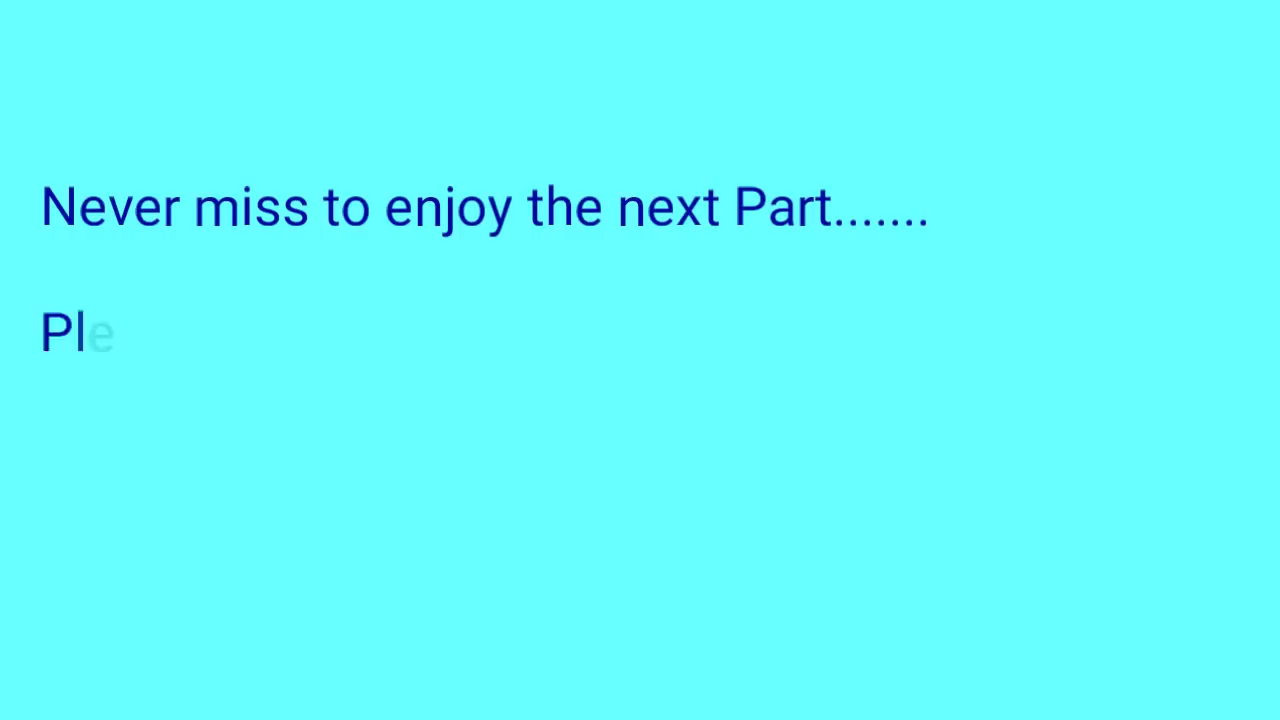 Never miss to enjoy the next Part.......
Ple